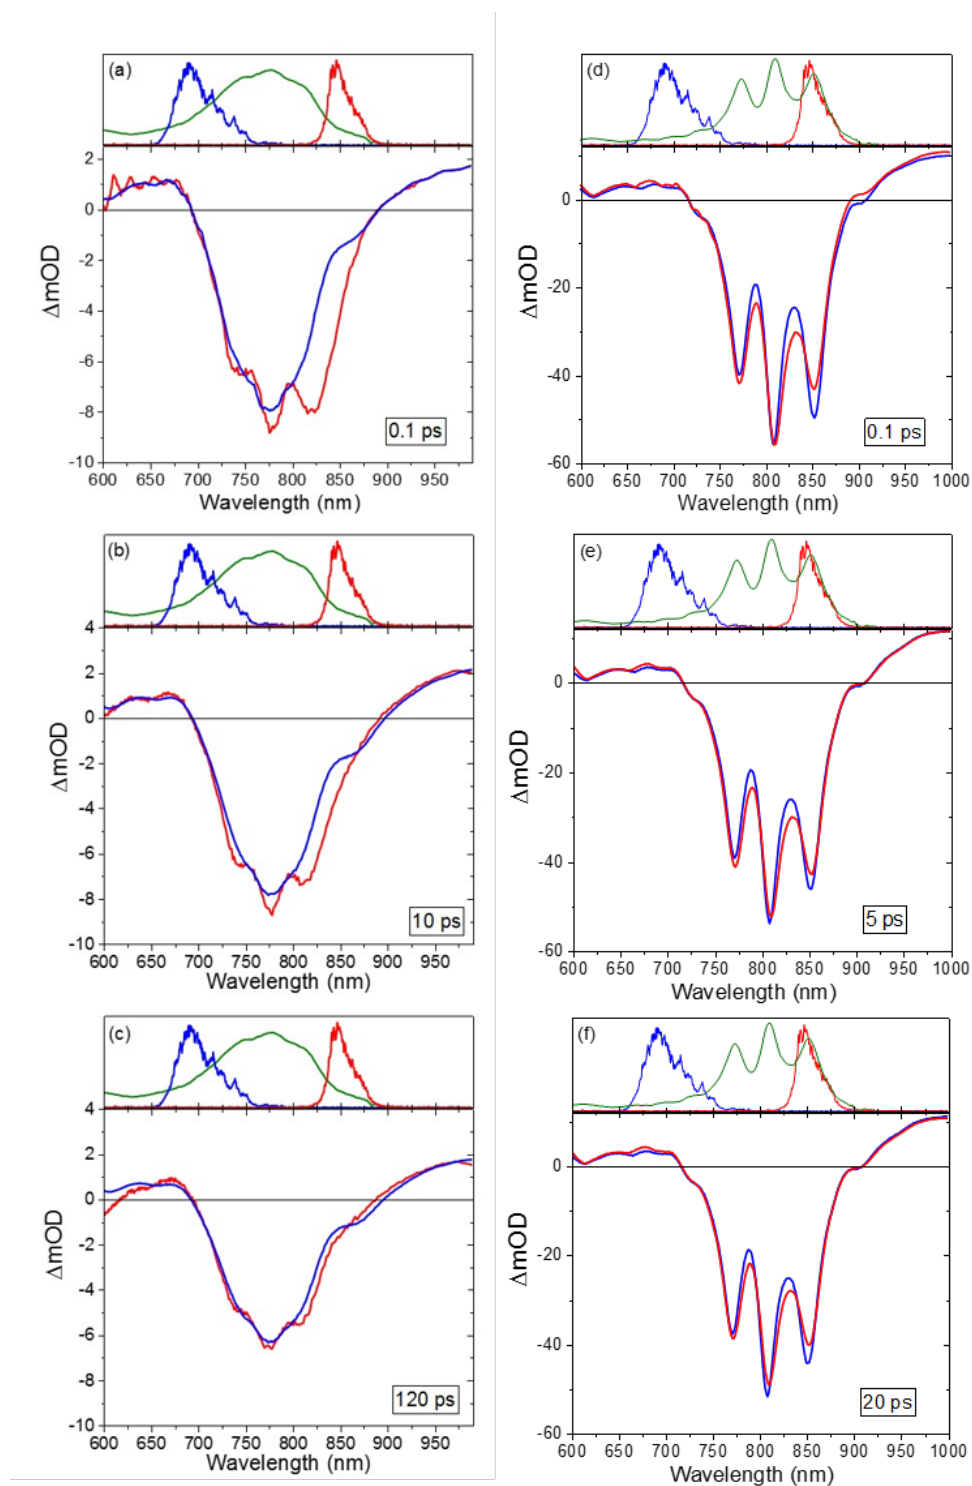 (a)
2
0
-2
-4
-6
-8
-10
ΔmOD
0.1 ps
600 650 700 750 800 850 900 950
Wavelength (nm)
(d)
0
-20
-40
-60
ΔmOD
0.1 ps
600 650 700 750 800 850 900 950 1000
Wavelength (nm)
(b)
4
2
0
-2
-4
-6
-8
-10
ΔmOD
10 ps
600 650 700 750 800 850 900 950
Wavelength (nm)
(e)
0
-20
-40
-60
ΔmOD
5 ps
600 650 700 750 800 850 900 950 1000
Wavelength (nm)
(c)
4
2
0
-2
-4
-6
-8
-10
ΔmOD
120 ps
600 650 700 750 800 850 900 950
Wavelength (nm)
(f)
0
-20
-40
-60
ΔmOD
20 ps
600 650 700 750 800 850 900 950 1000
Wavelength (nm)